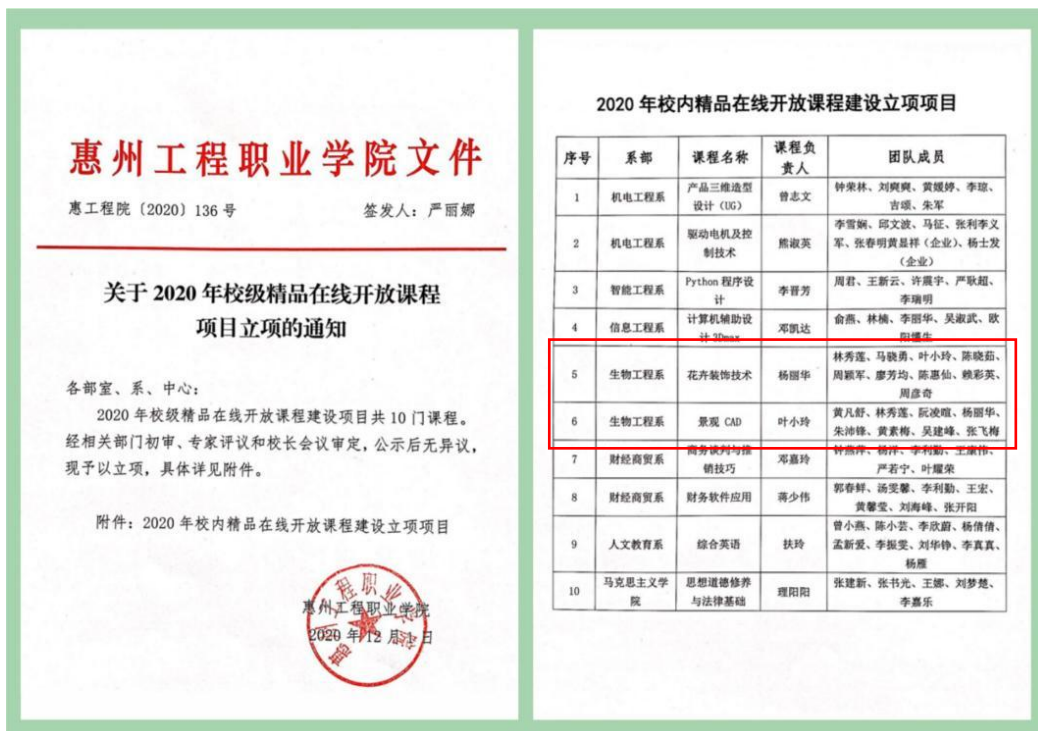 惠州工程职业学院文件
惠工程院〔2020〕136号 签发人：严丽娜
关于2020年校级精品在线开放课程
项目立项的通知
各部室、系、中心：
2020年校级精品在线开放课程建设项目共10门课程。
经相关部门初审、专家评议和校长会议审定，公示后无异议，
现予以立项，具体详见附件。
附件：2020年校内精品在线开放课程建设立项项目
惠州工程职业学院
2020年12月 日
2020年校内精品在线开放课程建设立项项目
序号 系部 课程名称 课程负
责人 团队成员
1 机电工程系 产品三维造型
设计（UG） 曾志文 钟荣林、刘爽爽、黄媛婷、李琼、
吉颂、朱军
2 机电工程系 驱动电机及控
制技术 熊淑英 李雪娴、邱文波、马征、张利李义
军、张春明黄显祥（企业）、杨士发
（企业）
3 智能工程系 Python 程序设
计 李晋芳 周君、王新云、许震宇、严耿超、
李瑞明
4 信息工程系 计算机辅助设
计 3Dmax 邓凯达 俞燕、林楠、李丽华、吴淑武、欧
5 生物工程系 花卉装饰技术 杨丽华 林秀莲、马骁勇、叶小玲、陈晓茹、
周颖军、廖芳均、陈惠仙、赖彩英、
周彦奇
6 生物工程系 景观 CAD 叶小玲 黄凡舒、林秀莲、阮凌暄、杨丽华、
朱沛锋、黄素梅、吴建峰、张飞梅
7 财经商贸系 商务谈判与推
销技巧 邓嘉玲 钟燕萍、杨洋、李利勤、王康伟、
严若宁、叶耀荣
8 财经商贸系 财务软件应用 蒋少伟 郭春鲜、汤雯馨、李利勤、王宏、
黄馨莹、刘海峰、张开阳
9 人文教育系 综合英语 扶玲 曾小燕、陈小芸、李欣蔚、杨倩倩、
孟新爱、李振雯、刘华铮、李真真、
杨雁
10 马克思主义学
院 思想道德修养
与法律基础 理阳阳 张建新、张书光、王娜、刘梦楚、
李嘉乐